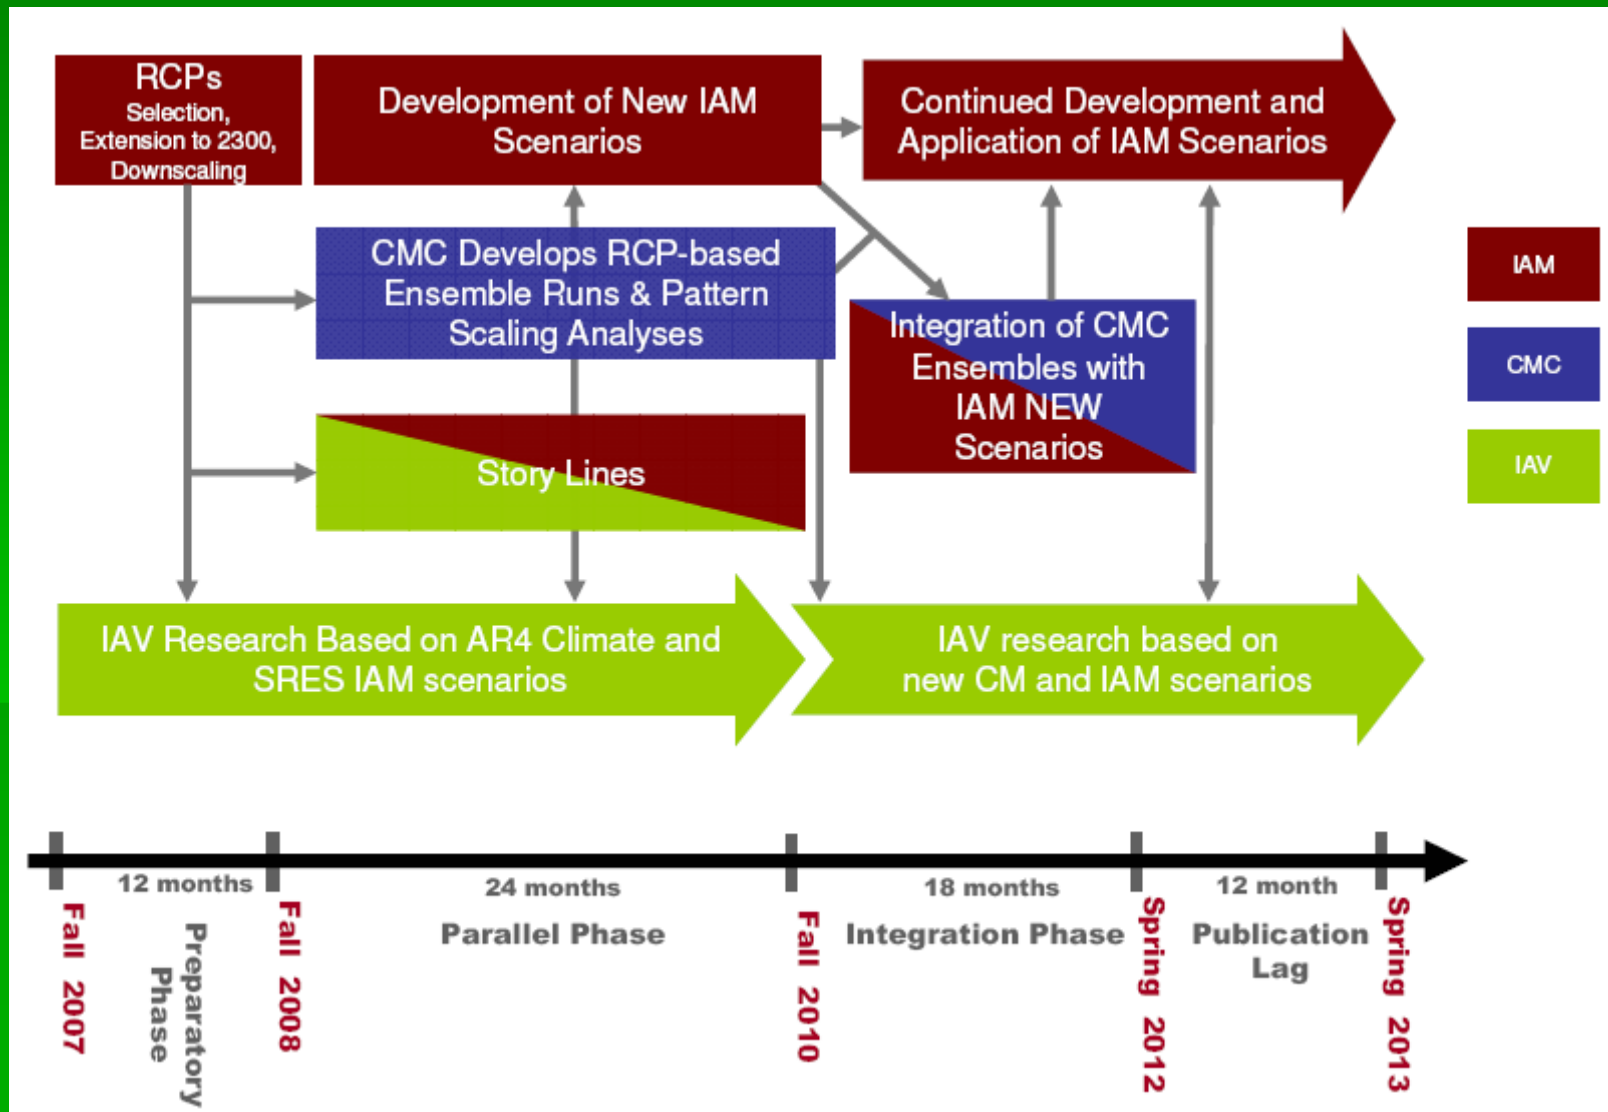 RCPs
Selection,
Extension to 2300,
Downscaling
Development of New IAM
Scenarios
Continued Development and
Application of IAM Scenarios
CMC Develops RCP-based
Ensemble Runs & Pattern
Scaling Analyses
Integration of CMC
Ensembles with
IAM NEW
Scenarios
Story Lines
IAM
CMC
IAV
IAV Research Based on AR4 Climate and
SRES IAM scenarios
IAV research based on
new CM and IAM scenarios
12 months
24 months
18 months
12 month
Fall 2007
Preparatory
Phase
Fall 2008
Parallel Phase
Fall 2010
Integration Phase
Spring 2012
Publication
Lag
Spring 2013